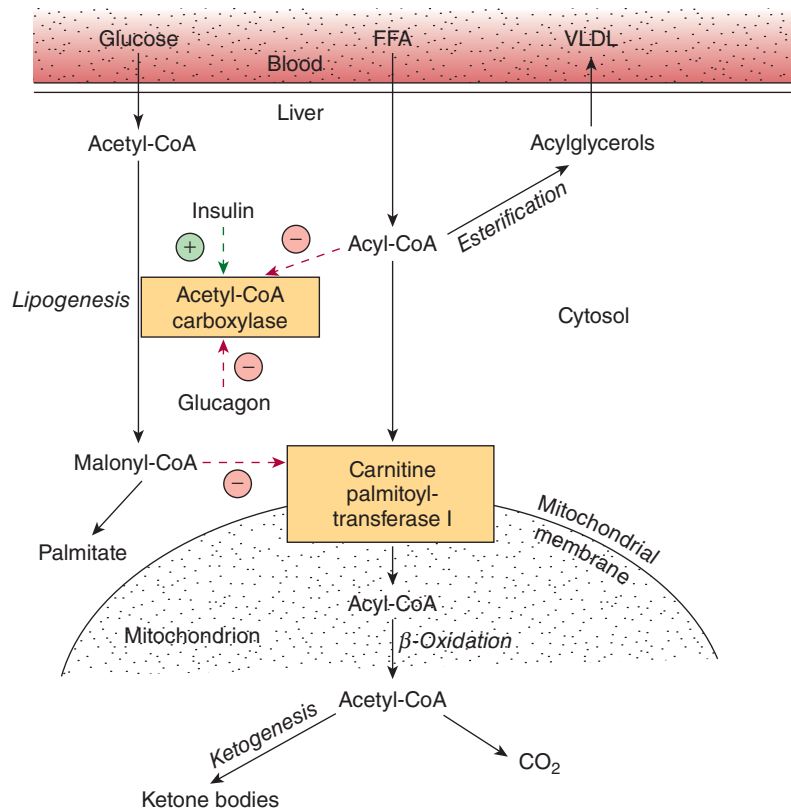 Glucose
FFA
VLDL
Blood
Liver
Acetyl-CoA
Acylglycerols
Insulin
Esterification
+
−
Acyl-CoA
Lipogenesis
Acetyl-CoA
carboxylase
Cytosol
−
Glucagon
Malonyl-CoA
−
Carnitine
palmitoyl-
transferase I
Mitochondrial
membrane
Palmitate
Acyl-CoA
Mitochondrion
β-Oxidation
Acetyl-CoA
Ketogenesis
CO₂
Ketone bodies